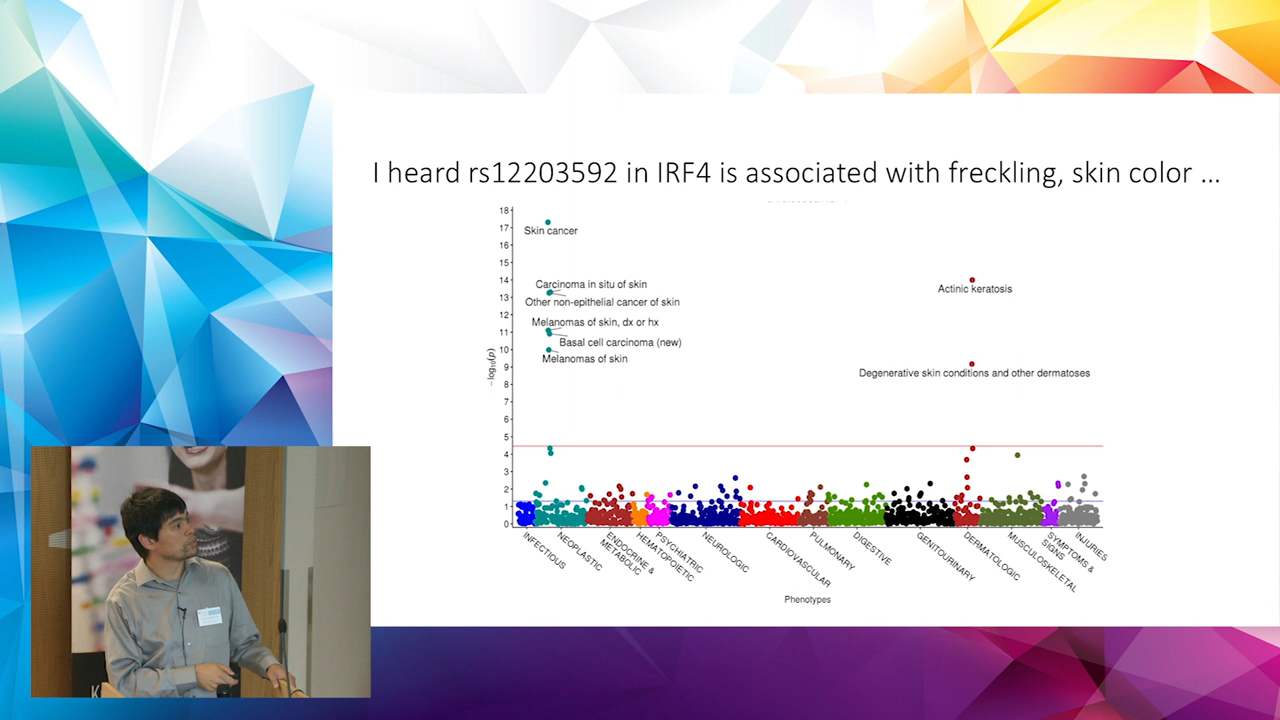 I heard rs12203592 in IRF4 is associated with freckling, skin color ...
18
17
16
15
14
13
12
11
10
9
8
7
6
5
4
3
2
1
0
−log10(p)
Skin cancer
Carcinoma in situ of skin
Other non-epithelial cancer of skin
Melanomas of skin, dx or hx
Basal cell carcinoma (new)
Melanomas of skin
Actinic keratosis
Degenerative skin conditions and other dermatoses
INFECTIOUS
NEOPLASTIC
ENDOCRINE &
METABOLIC
HEMATOPOIETIC
PSYCHIATRIC
NEUROLOGIC
CARDIOVASCULAR
PULMONARY
DIGESTIVE
GENITOURINARY
DERMATOLOGIC
MUSCULOSKELETAL
SYMPTOMS &
SIGNS
INJURIES
Phenotypes
K